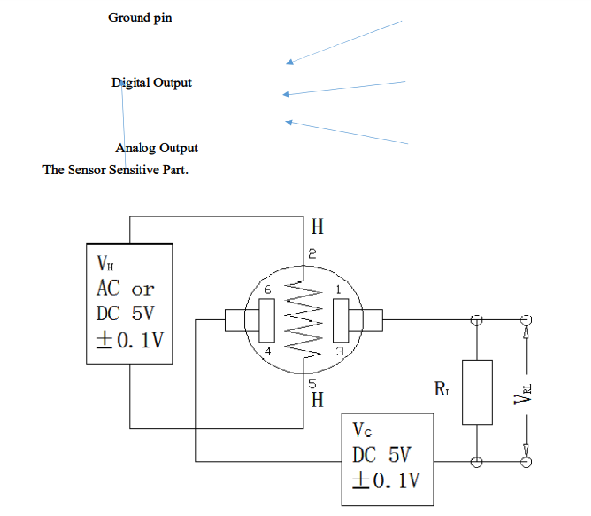 Ground pin
Digital Output
Analog Output
The Sensor Sensitive Part.
H
2
VH
AC or
DC 5V
±0.1V
6
1
4
3
5
H
RL
VRL
Vc
DC 5V
±0.1V